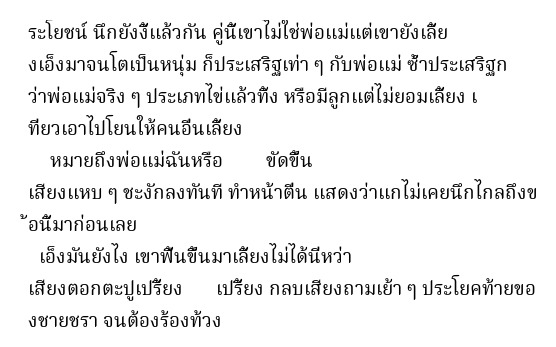 ระโยชน์ นึกยังงี้แล้วกัน คู่นี้เขาไม่ใช่พ่อแม่แต่เขายังเลี้ย
งเอ็งมาจนโตเป็นหนุ่ม ก็ประเสริฐเท่า ๆ กับพ่อแม่ ซ้ำประเสริฐก
ว่าพ่อแม่จริง ๆ ประเภทไข่แล้วทิ้ง หรือมีลูกแต่ไม่ยอมเลี้ยง เ
ที่ยวเอาไปโยนให้คนอื่นเลี้ยง
หมายถึงพ่อแม่ฉันหรือ ขัดขึ้น
เสียงแหบ ๆ ชะงักลงทันที ทำหน้าตื่น แสดงว่าแกไม่เคยนึกไกลถึงข
้อนี้มาก่อนเลย
เอ็งมันยังไง เขาฟื้นขึ้นมาเลี้ยงไม่ได้นี่หว่า
เสียงตอกตะปูเปรี้ยง เปรี้ยง กลบเสียงถามเย้า ๆ ประโยคท้ายขอ
งชายชรา จนต้องร้องท้วง